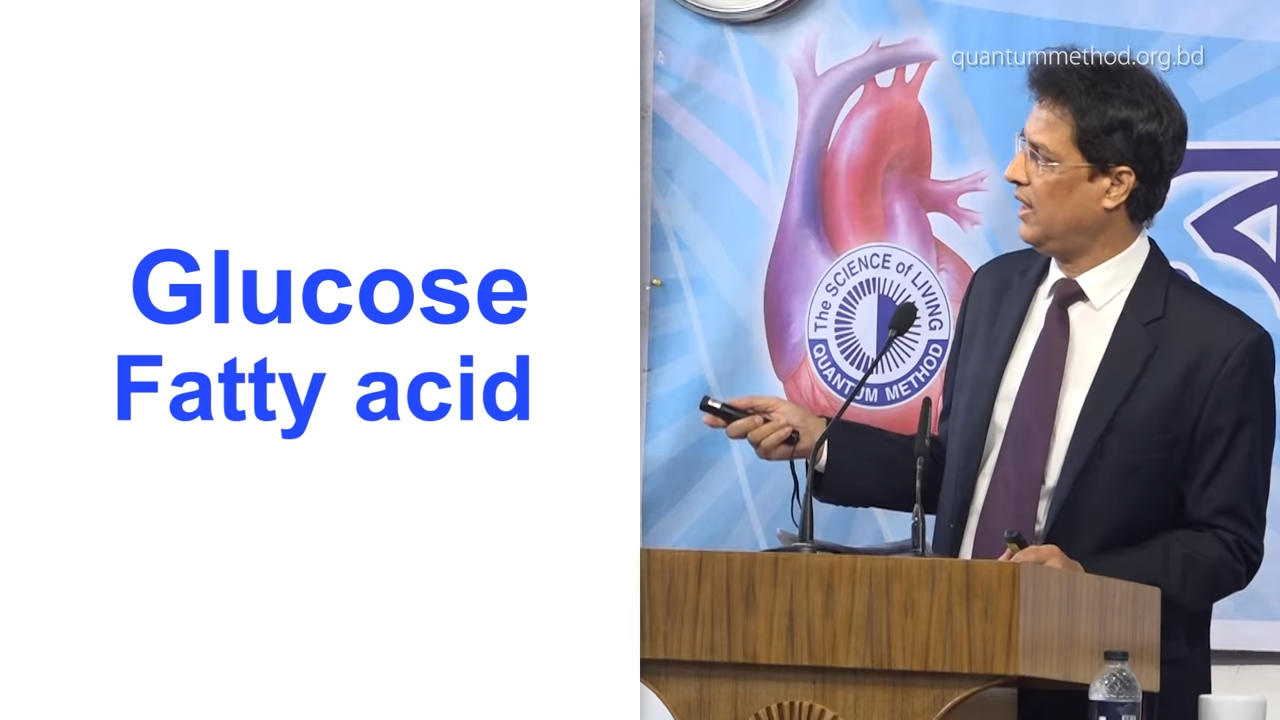 Glucose
Fatty acid
quantummethod.org.bd
The SCIENCE of LIVING
QUANTUM METHOD